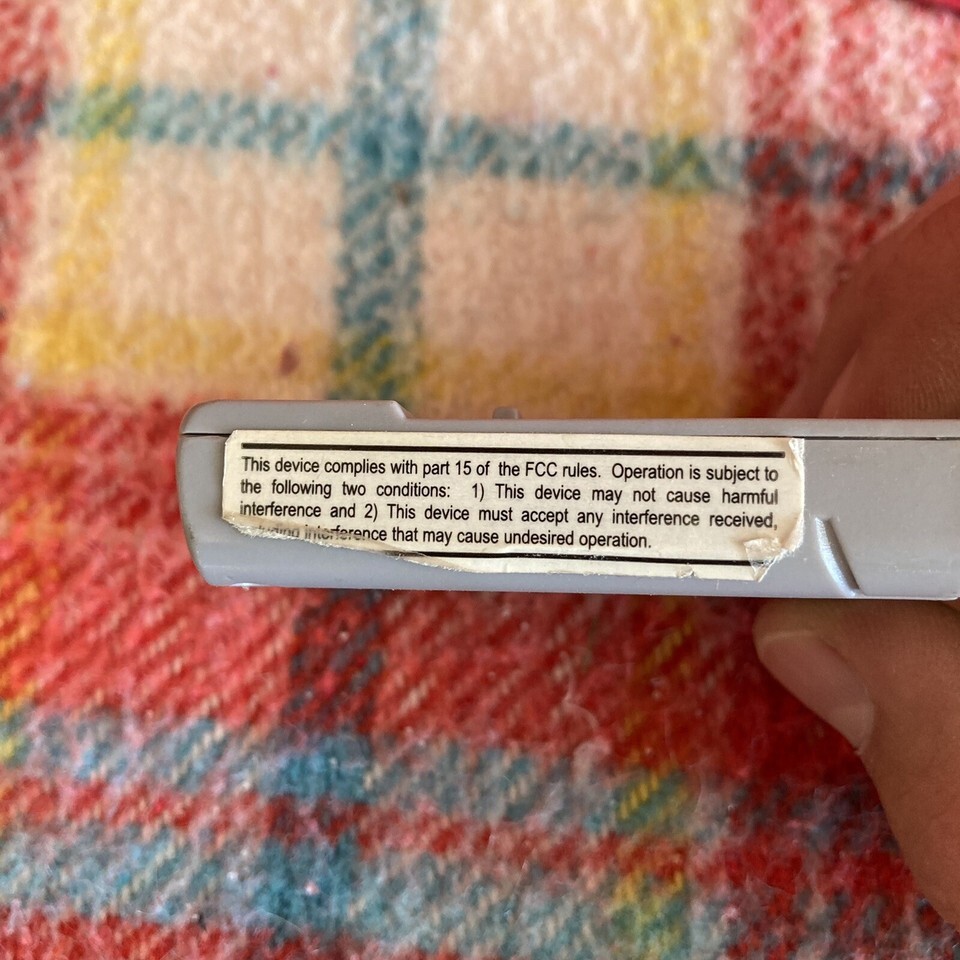 This device complies with part 15 of the FCC rules. Operation is subject to
the following two conditions: 1) This device may not cause harmful
interference and 2) This device must accept any interference received,
interference that may cause undesired operation.